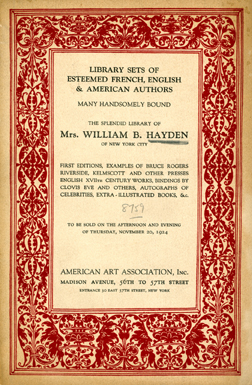 LIBRARY SETS OF
ESTEEMED FRENCH, ENGLISH
& AMERICAN AUTHORS
MANY HANDSOMELY BOUND
THE SPLENDID LIBRARY OF
Mrs. WILLIAM B. HAYDEN
OF NEW YORK CITY
FIRST EDITIONS, EXAMPLES OF BRUCE ROGERS
RIVERSIDE, KELMSCOTT AND OTHER PRESSES
ENGLISH XVIIth CENTURY WORKS, BINDINGS BY
CLOVIS EVE AND OTHERS, AUTOGRAPHS OF
CELEBRITIES, EXTRA-ILLUSTRATED BOOKS, &c.
TO BE SOLD ON THE AFTERNOON AND EVENING
OF THURSDAY, NOVEMBER 20, 1924
AMERICAN ART ASSOCIATION, Inc.
MADISON AVENUE, 56TH TO 57TH STREET
ENTRANCE 30 EAST 57TH STREET, NEW YORK